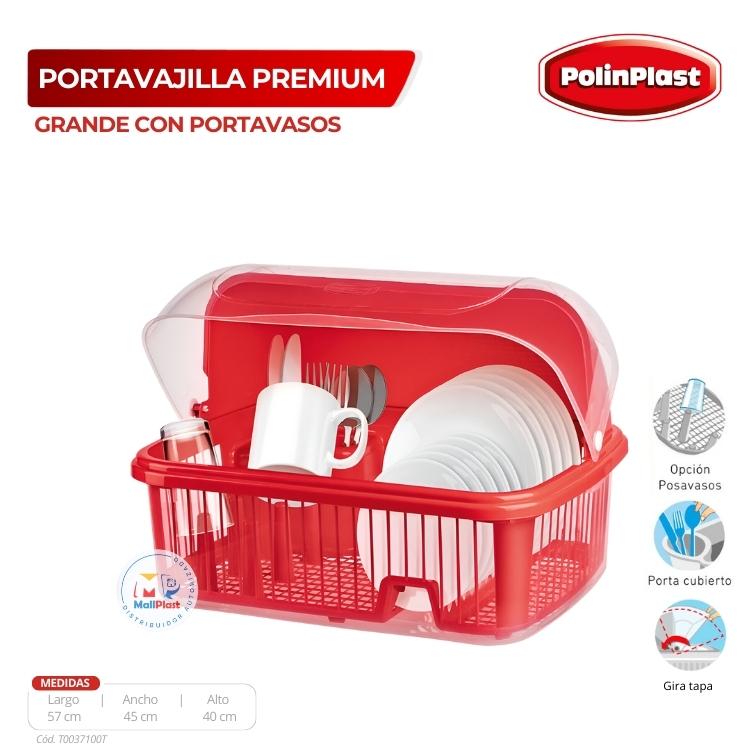 PORTAVAJILLA PREMIUM
GRANDE CON PORTAVASOS
PolinPlast
Opción
Posavasos
Porta cubierto
Gira tapa
MallPlast
DISTRIBUIDOR AUTORIZADO
MEDIDAS
Largo | Ancho | Alto
57 cm 45 cm 40 cm
Cód. T0037100T